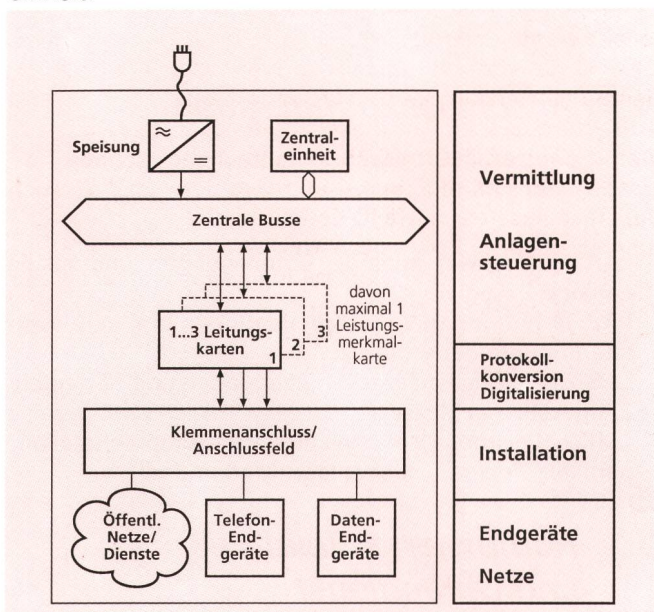 Speisung
Zentral-
einheit
Zentrale Busse
1...3 Leitungs-
karten
1
2
3
davon
maximal 1
Leistungs-
merkmal-
karte
Klemmenanschluss/
Anschlussfeld
Öffentl.
Netze/
Dienste
Telefon-
End-
geräte
Daten-
End-
geräte
Vermittlung
Anlagen-
steuerung
Protokoll-
konversion
Digitalisierung
Installation
Endgeräte
Netze